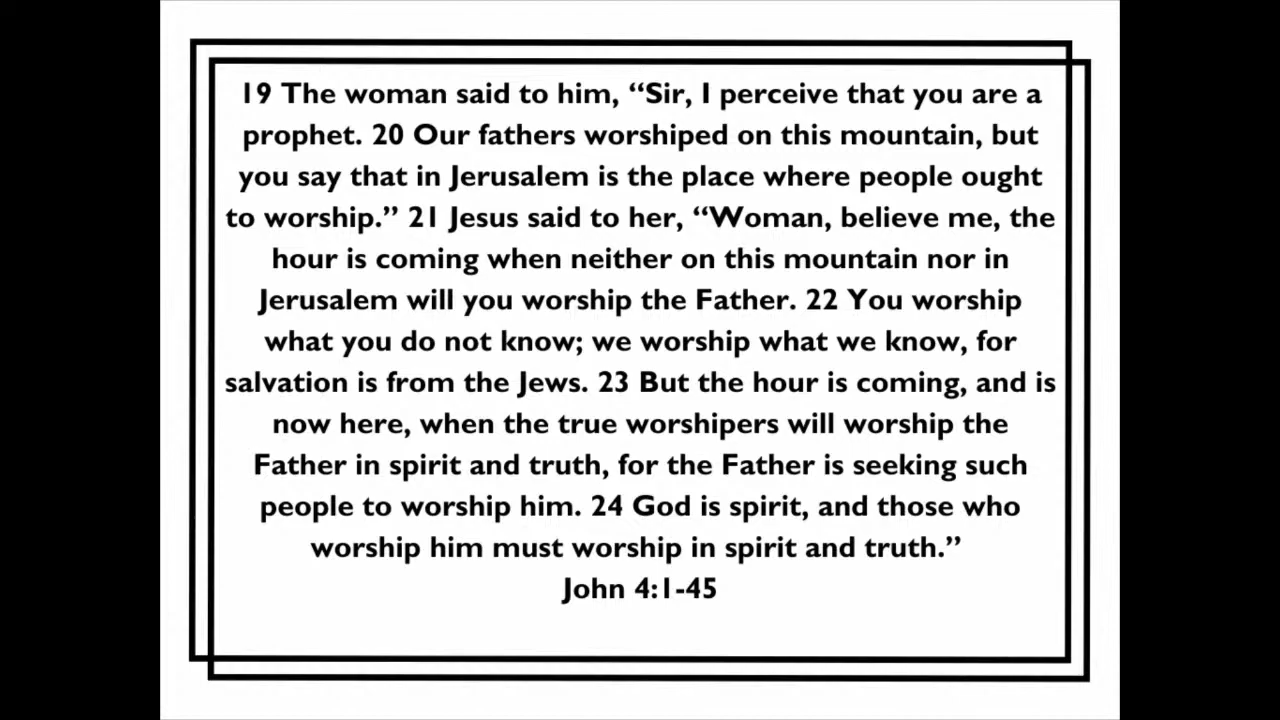 19 The woman said to him, “Sir, I perceive that you are a
prophet. 20 Our fathers worshiped on this mountain, but
you say that in Jerusalem is the place where people ought
to worship.” 21 Jesus said to her, “Woman, believe me, the
hour is coming when neither on this mountain nor in
Jerusalem will you worship the Father. 22 You worship
what you do not know; we worship what we know, for
salvation is from the Jews. 23 But the hour is coming, and is
now here, when the true worshipers will worship the
Father in spirit and truth, for the Father is seeking such
people to worship him. 24 God is spirit, and those who
worship him must worship in spirit and truth.”
John 4:1-45